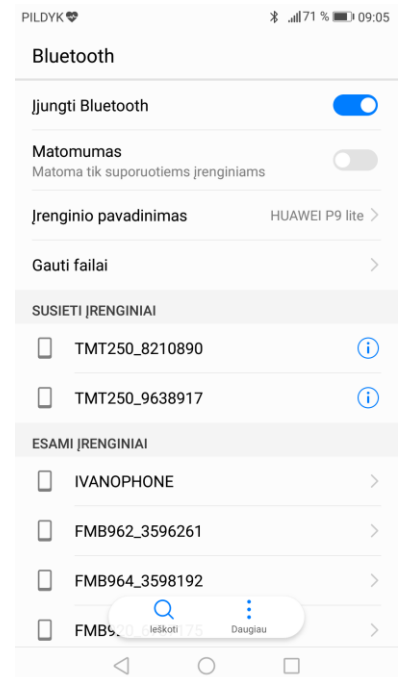 PILDYK
71 % 09:05
Bluetooth
Įjungti Bluetooth
Matomumas
Matoma tik suporuotiems įrenginiams
Įrenginio pavadinimas HUAWEI P9 lite
Gauti failai
SUSIETI ĮRENGINIAI
TMT250_8210890
TMT250_9638917
ESAMI ĮRENGINIAI
IVANOPHONE
FMB962_3596261
FMB964_3598192
Ieškoti Daugiau